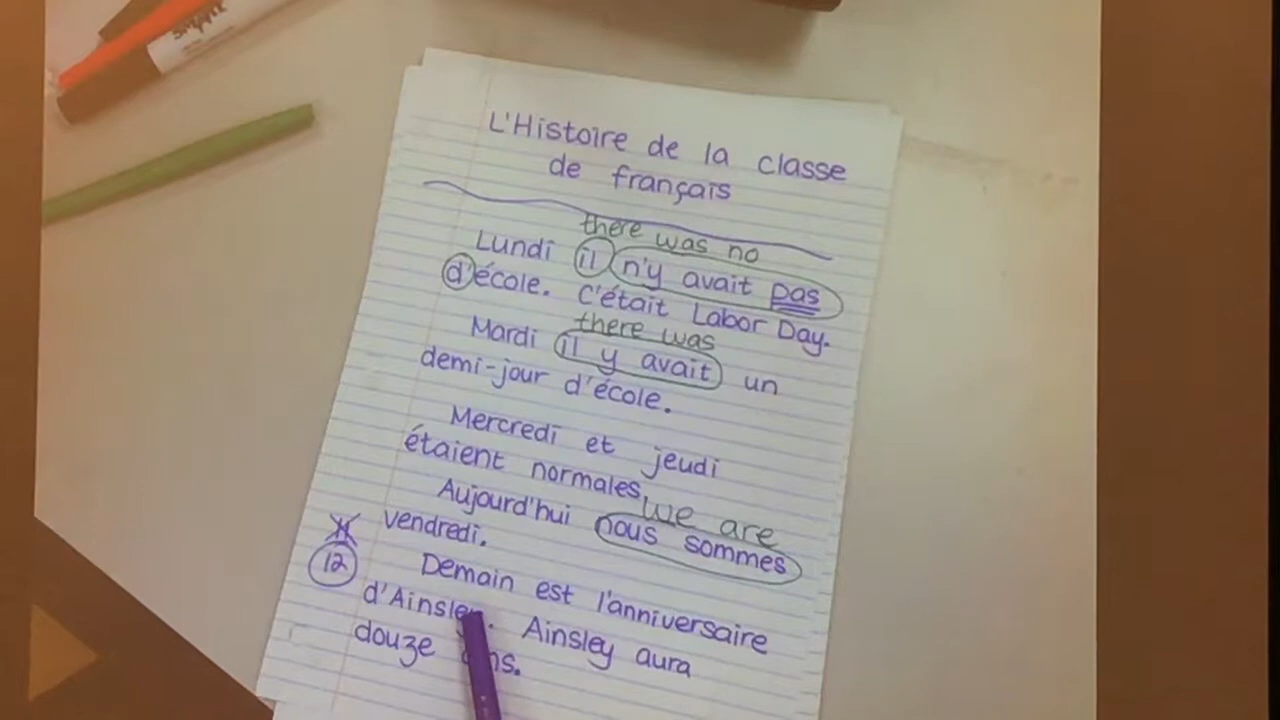 L'Histoire de la classe
de français
there was no
Lundi il n'y avait pas
d'école. C'était Labor Day.
there was
Mardi il y avait un
demi-jour d'école.
Mercredi et jeudi
étaient normales.
we are
Aujourd'hui nous sommes
vendredi.
12
Demain est l'anniversaire
d'Ainsley. Ainsley aura
douze ans.